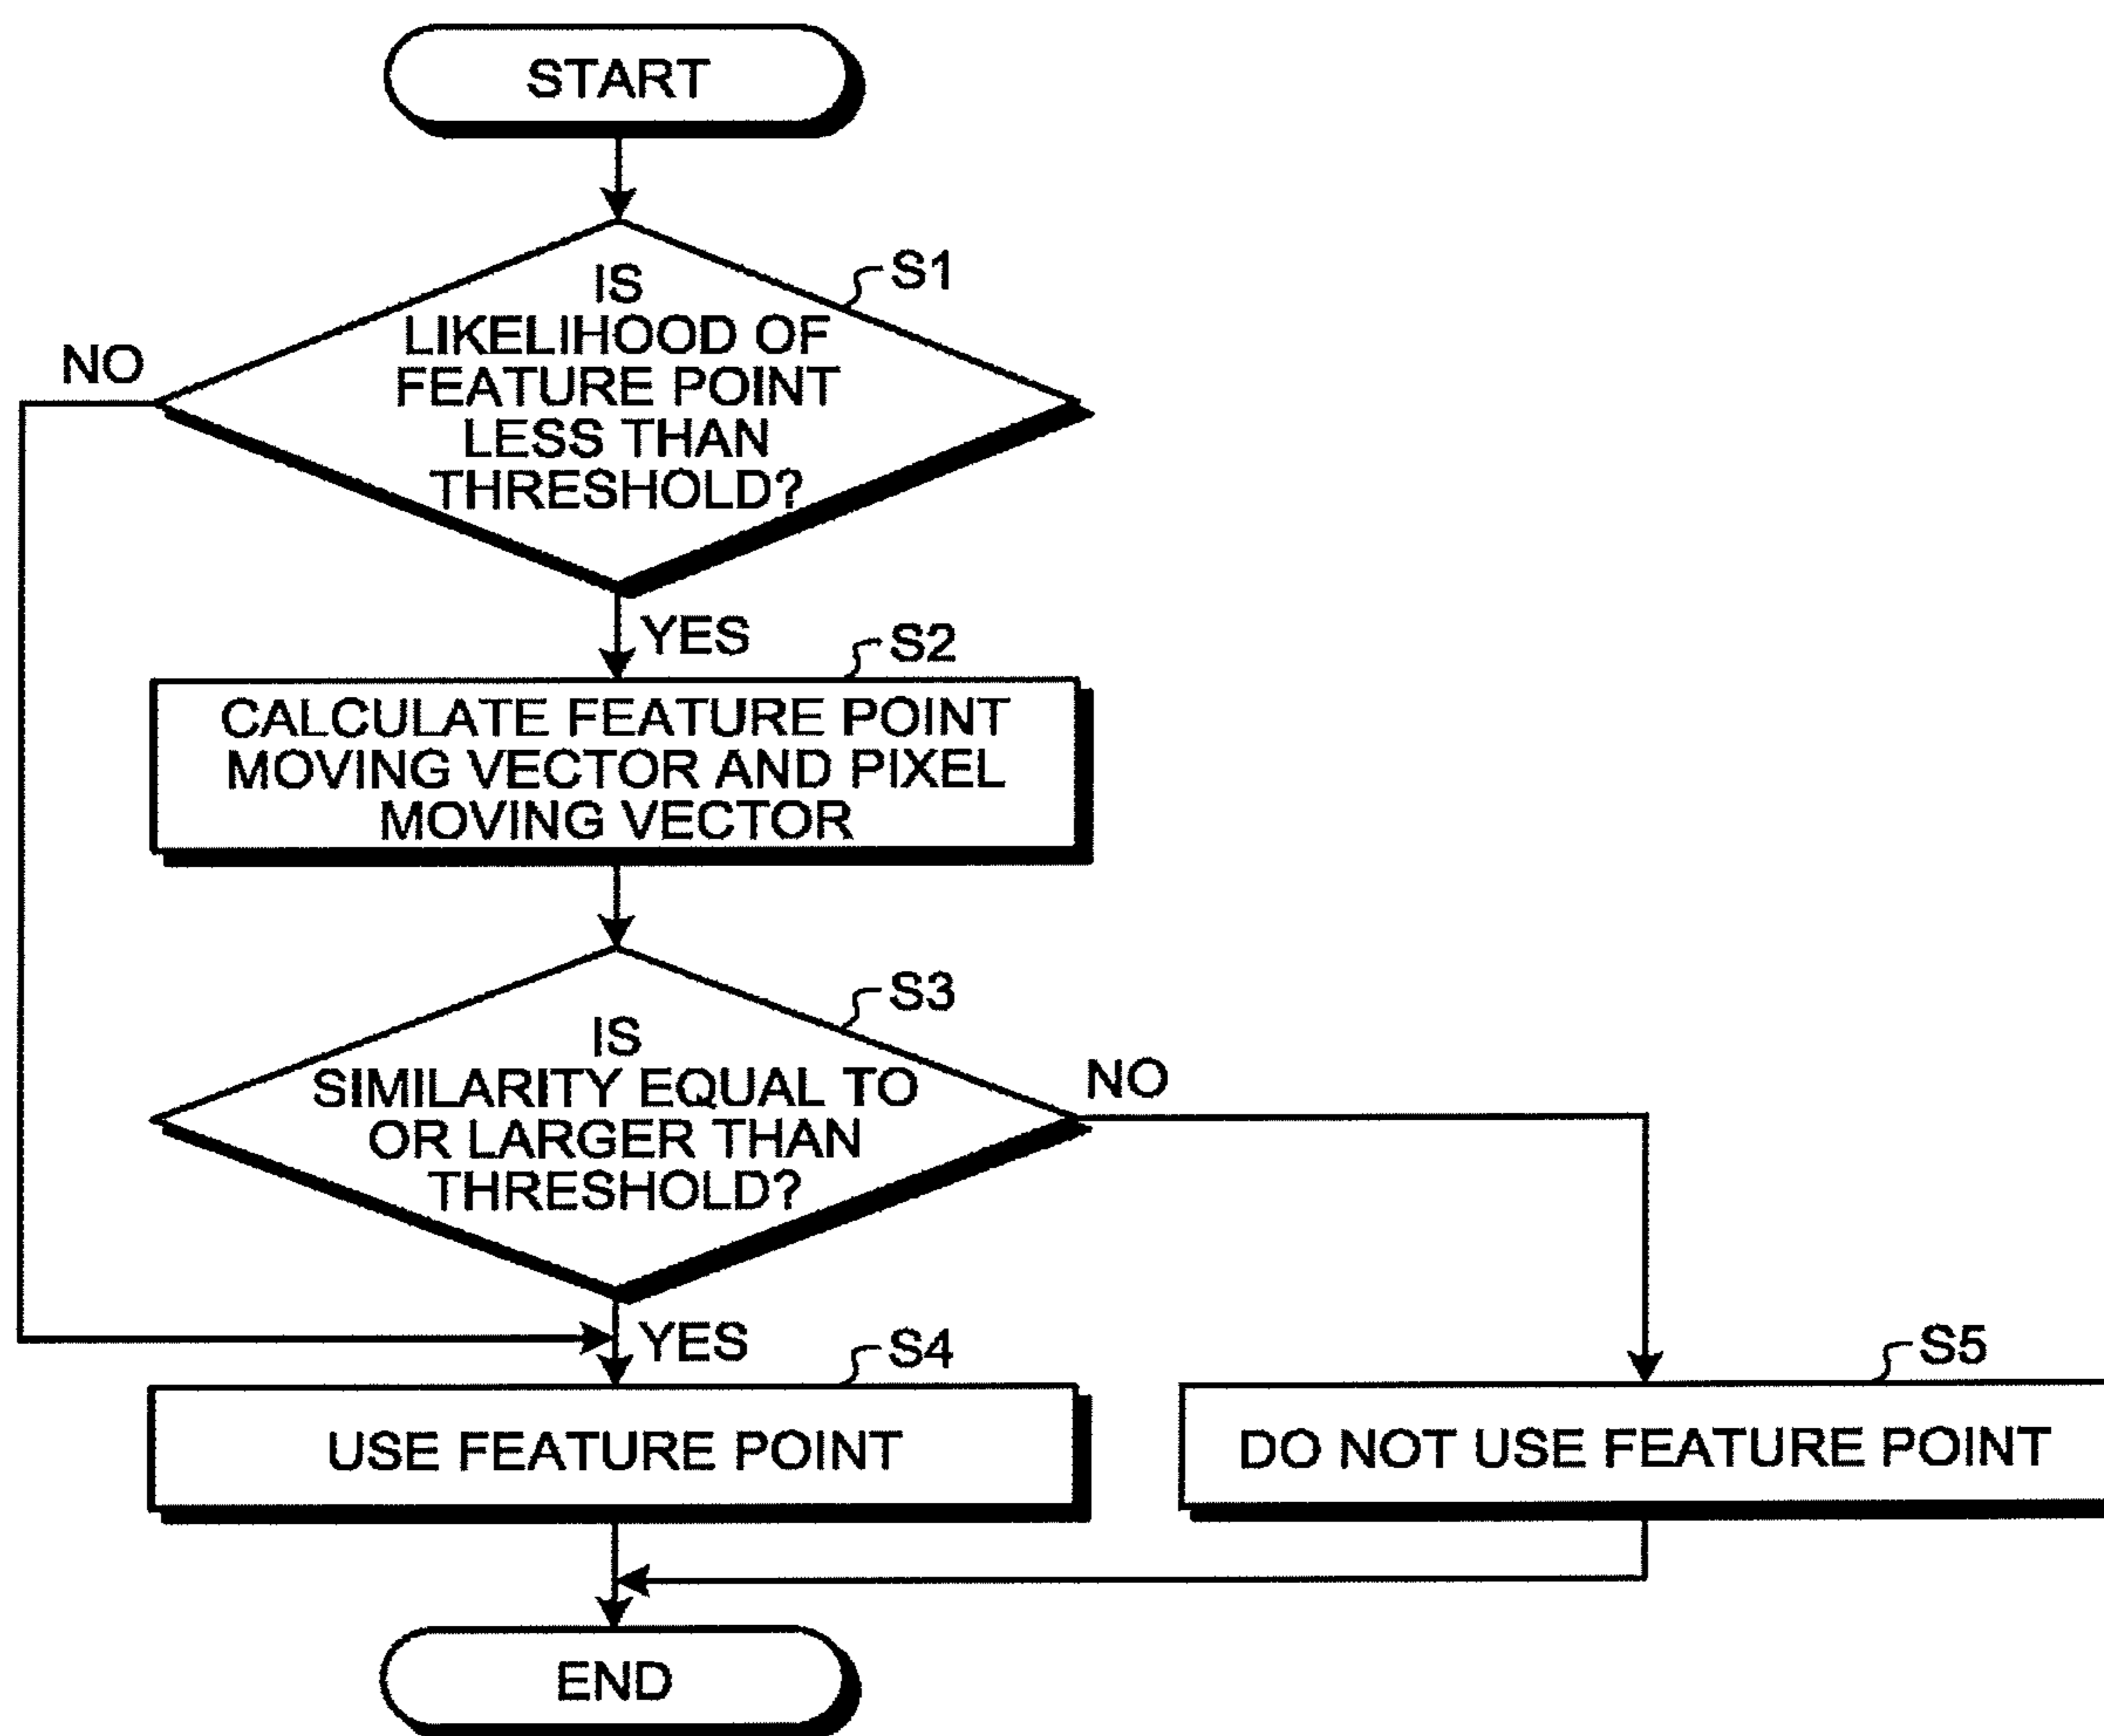 START
IS
LIKELIHOOD OF
FEATURE POINT
LESS THAN
THRESHOLD?
S1
NO
YES
S2
CALCULATE FEATURE POINT
MOVING VECTOR AND PIXEL
MOVING VECTOR
S3
IS
SIMILARITY EQUAL TO
OR LARGER THAN
THRESHOLD?
NO
YES
S4
USE FEATURE POINT
S5
DO NOT USE FEATURE POINT
END